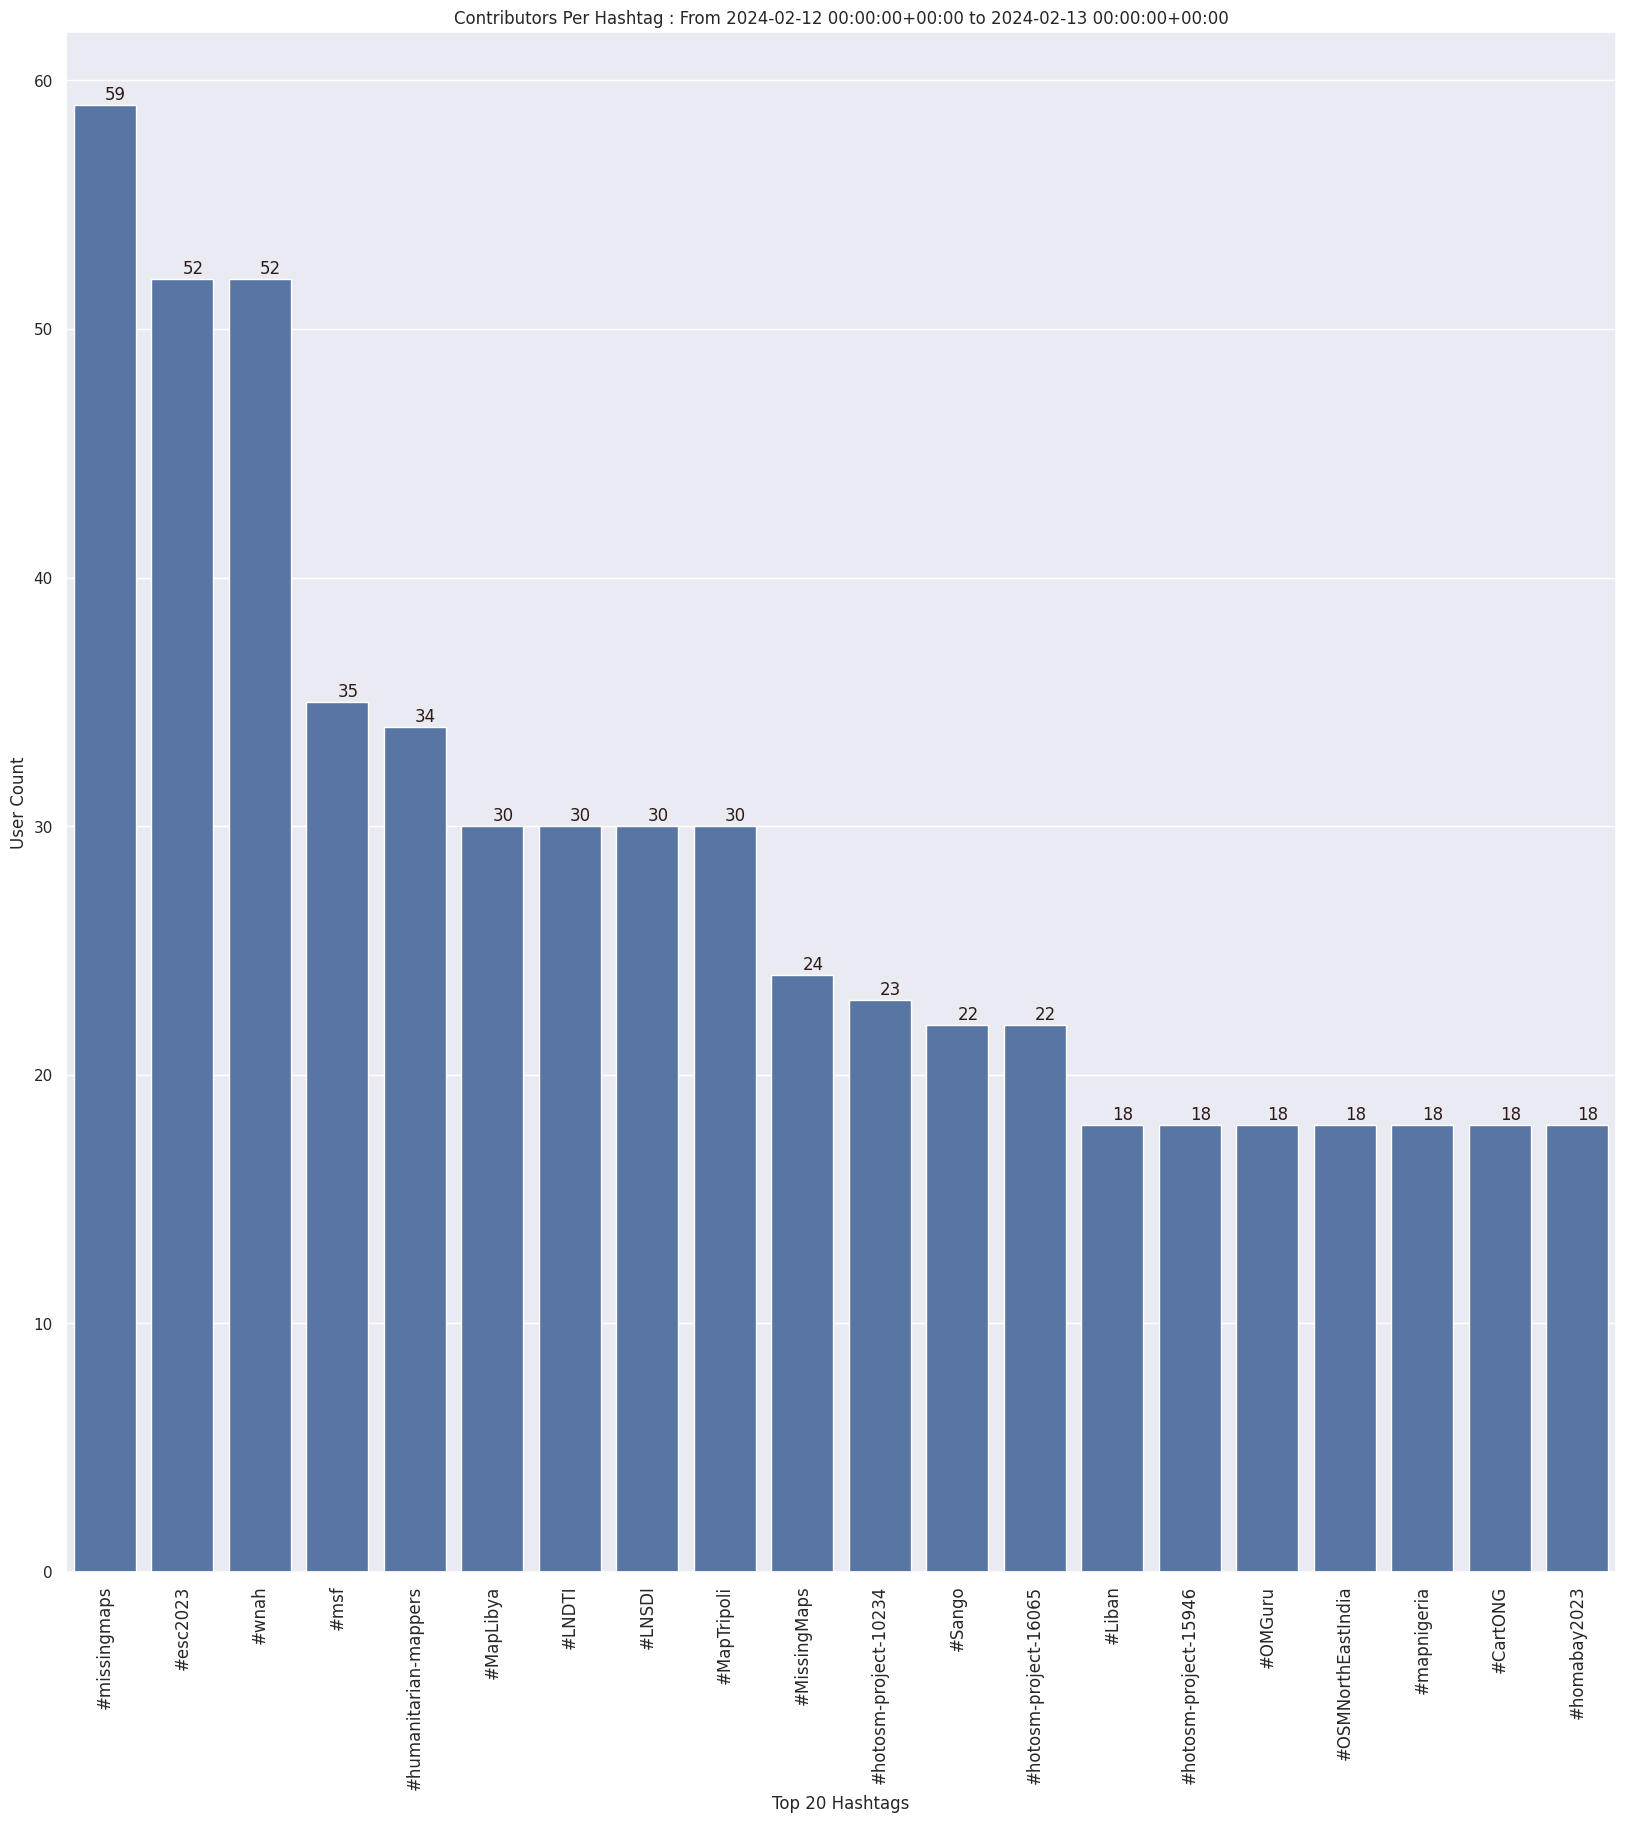 Contributors Per Hashtag : From 2024-02-12 00:00:00+00:00 to 2024-02-13 00:00:00+00:00
User Count
60
50
40
30
20
10
0
59
52
52
35
34
30
30
30
30
24
23
22
22
18
18
18
18
18
18
18
#missingmaps
#esc2023
#wnah
#msf
#humanitarian-mappers
#MapLibya
#LNDTI
#LNSDI
#MapTripoli
#MissingMaps
#hotosm-project-10234
#Sango
#hotosm-project-16065
#Liban
#hotosm-project-15946
#OMGuru
#OSMNorthEastIndia
#mapnigeria
#CartONG
#homabay2023
Top 20 Hashtags